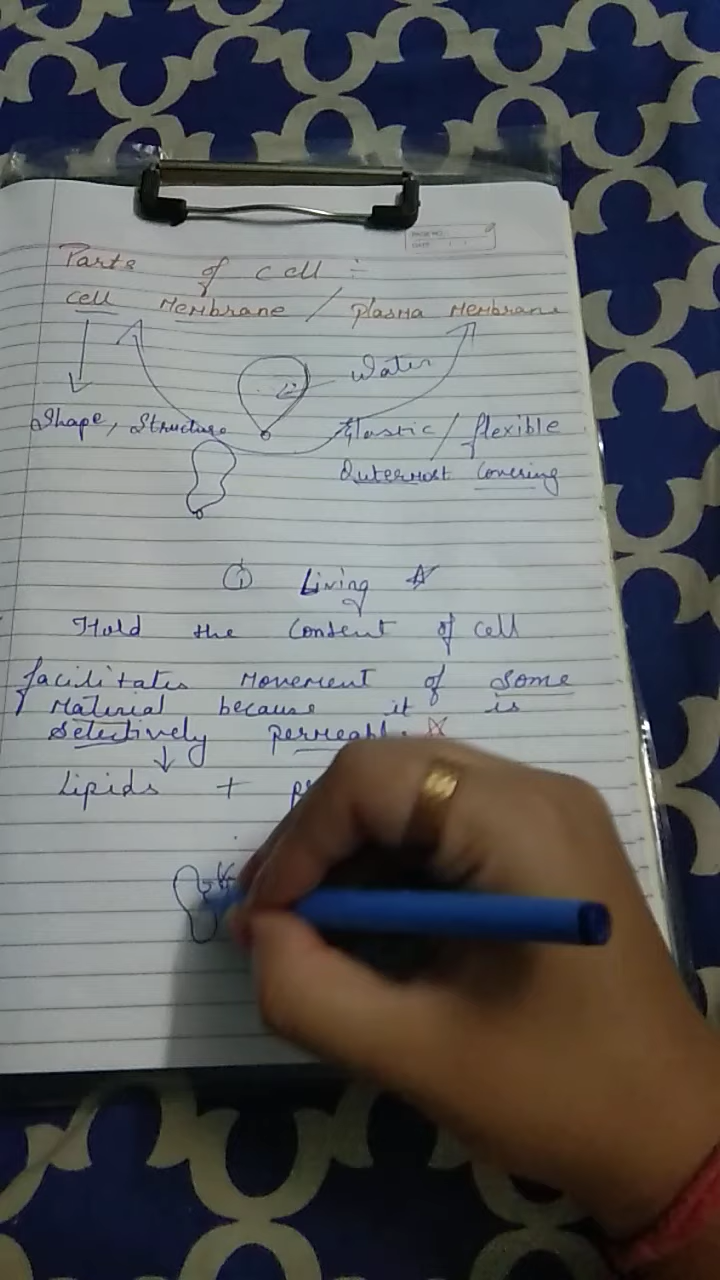 Parts of cell :-
Cell Membrane / Plasma Membrane
Water
Shape, Structure
Elastic / flexible
Outermost Covering
① Living
Hold the Content of Cell
facilitates Movement of Some
Material because it is
Selectively
Lipids +